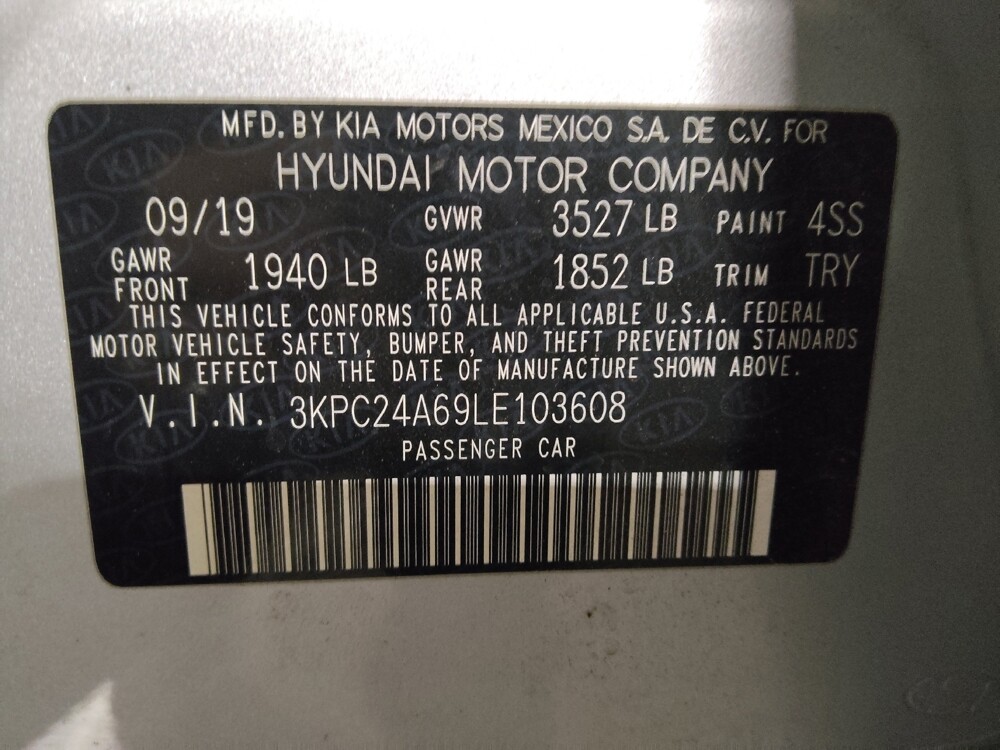 MFD. BY KIA MOTORS MEXICO S.A. DE C.V. FOR
HYUNDAI MOTOR COMPANY
09/19 GVWR 3527 LB PAINT 4SS
GAWR FRONT 1940 LB GAWR REAR 1852 LB TRIM TRY
THIS VEHICLE CONFORMS TO ALL APPLICABLE U.S.A. FEDERAL
MOTOR VEHICLE SAFETY, BUMPER, AND THEFT PREVENTION STANDARDS
IN EFFECT ON THE DATE OF MANUFACTURE SHOWN ABOVE.
V.I.N. 3KPC24A69LE103608
PASSENGER CAR